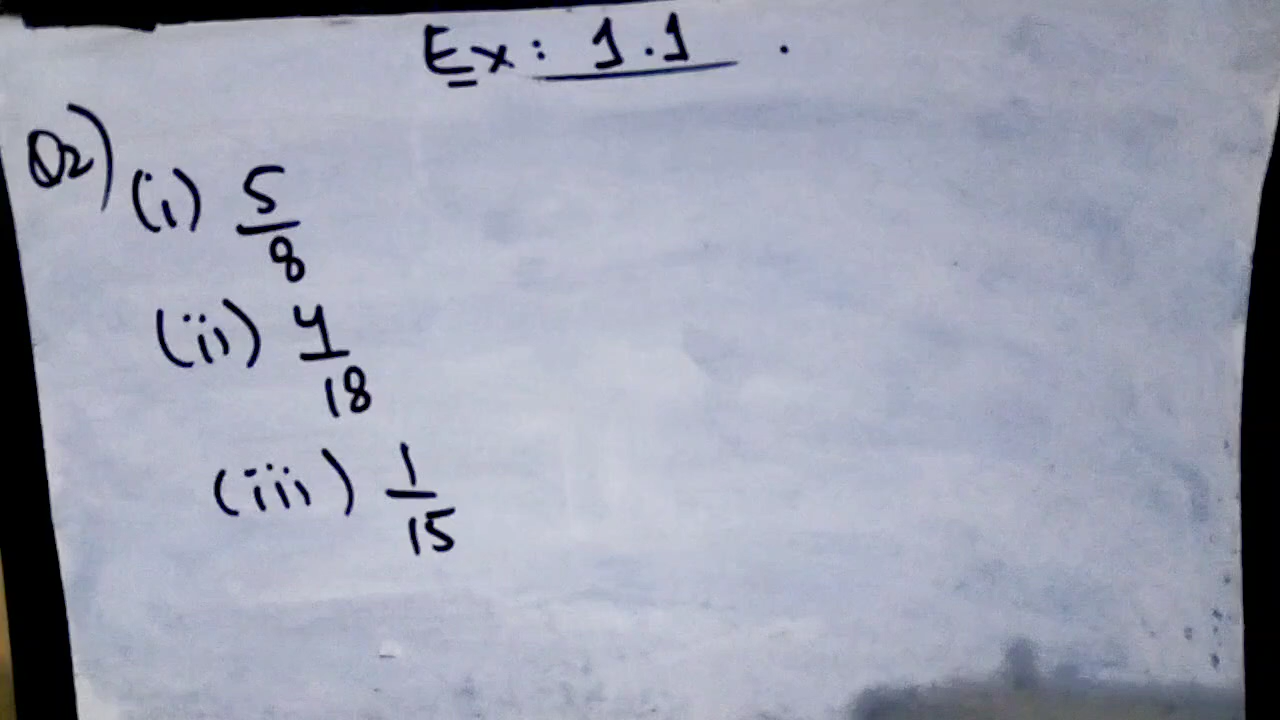 Ex: 1.1 .
Q2)
(i) 5/8
(ii) 4/18
(iii) 1/15